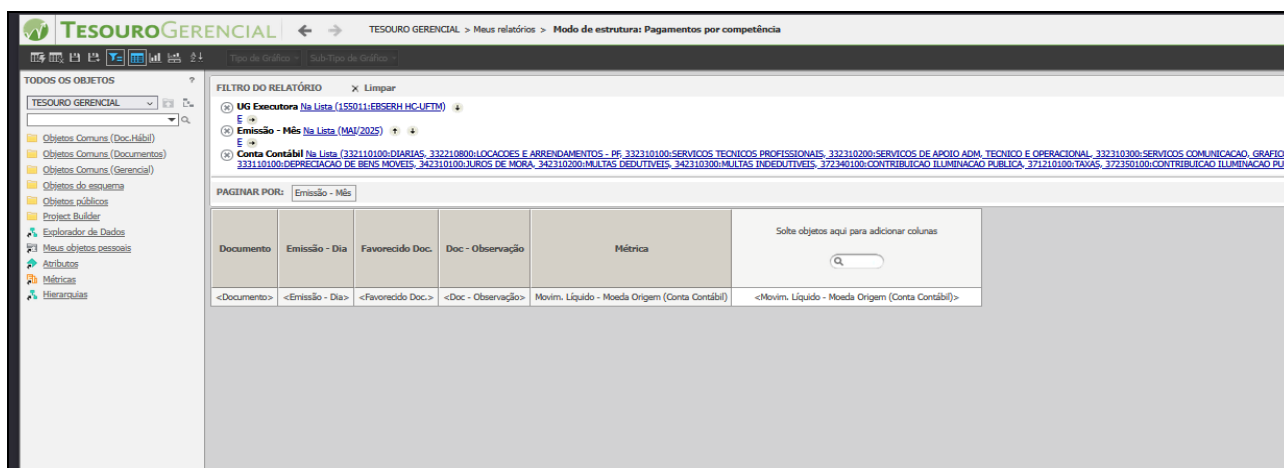 TESOUROGERENCIAL
TESOURO GERENCIAL > Meus relatórios > Modo de estrutura: Pagamentos por competência
Tipo de Gráfico Sub-Tipo de Gráfico
TODOS OS OBJETOS ?
TESOURO GERENCIAL
Objetos Comuns (Doc.Hábil)
Objetos Comuns (Documentos)
Objetos Comuns (Gerencial)
Objetos do esquema
Objetos públicos
Project Builder
Explorador de Dados
Meus objetos pessoais
Atributos
Métricas
Hierarquias
FILTRO DO RELATÓRIO Limpar
UG Executora Na Lista (155011:EBSERH HC-UFTM)
E
Emissão - Mês Na Lista (MAI/2025)
E
Conta Contábil Na Lista (332110100:DIARIAS, 332210800:LOCACOES E ARRENDAMENTOS - PF, 332310100:SERVICOS TECNICOS PROFISSIONAIS, 332310200:SERVICOS DE APOIO ADM, TECNICO E OPERACIONAL, 332310300:SERVICOS COMUNICACAO, GRAFICO
333110100:DEPRECIACAO DE BENS MOVEIS, 342310100:JUROS DE MORA, 342310200:MULTAS DEDUTIVEIS, 342310300:MULTAS INDEDUTIVEIS, 372340100:CONTRIBUICAO ILUMINACAO PUBLICA, 371210100:TAXAS, 372350100:CONTRIBUICAO ILUMINACAO PU
PAGINAR POR: Emissão - Mês
Documento Emissão - Dia Favorecido Doc. Doc - Observação Métrica Solte objetos aqui para adicionar colunas
<Documento> <Emissão - Dia> <Favorecido Doc.> <Doc - Observação> Movim. Líquido - Moeda Origem (Conta Contábil) <Movim. Líquido - Moeda Origem (Conta Contábil)>